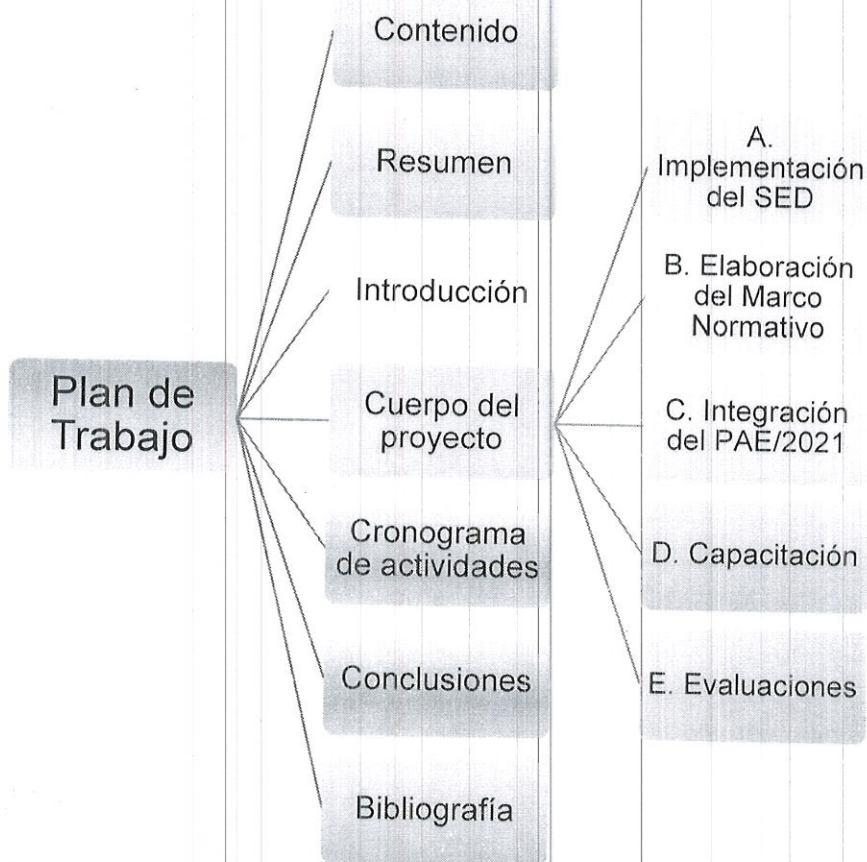 Plan de
Trabajo
Contenido
Resumen
Introducción
Cuerpo del
proyecto
Cronograma
de actividades
Conclusiones
Bibliografía
A.
Implementación
del SED
B. Elaboración
del Marco
Normativo
C. Integración
del PAE/2021
D. Capacitación
E. Evaluaciones